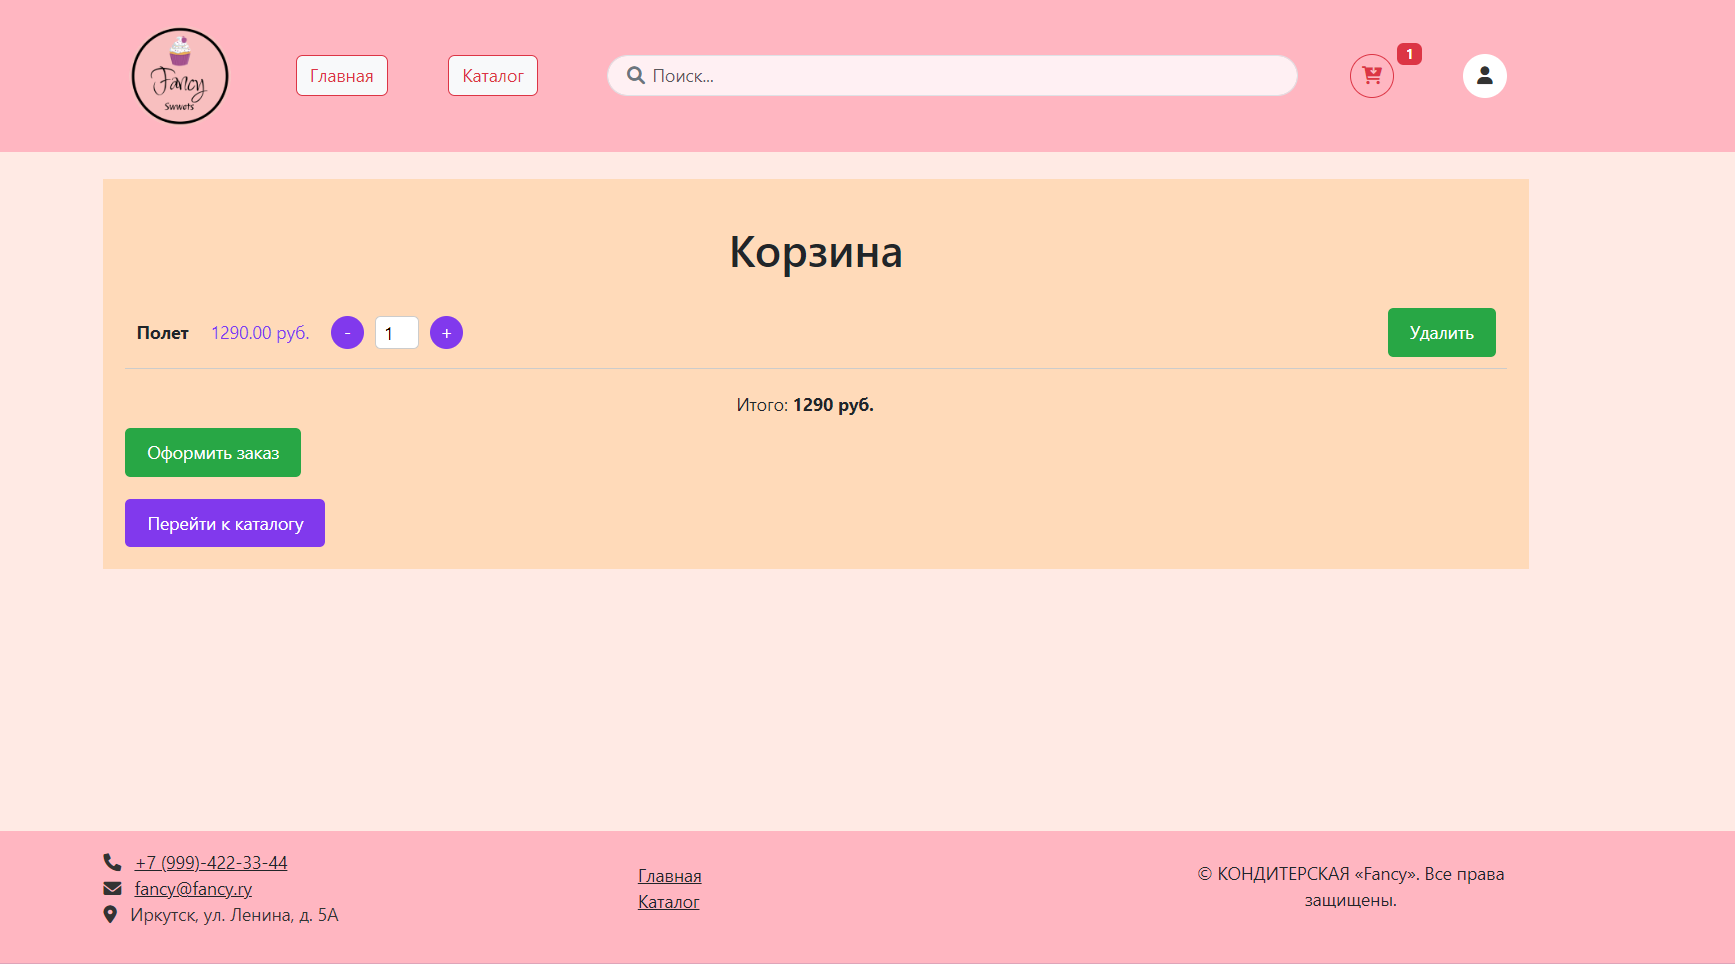 Fancy
Swwets
Главная
Каталог
Поиск...
1
Корзина
Полет 1290.00 руб. - 1 + Удалить
Итого: 1290 руб.
Оформить заказ
Перейти к каталогу
+7 (999)-422-33-44
fancy@fancy.ry
Иркутск, ул. Ленина, д. 5А
Главная
Каталог
© КОНДИТЕРСКАЯ «Fancy». Все права
защищены.